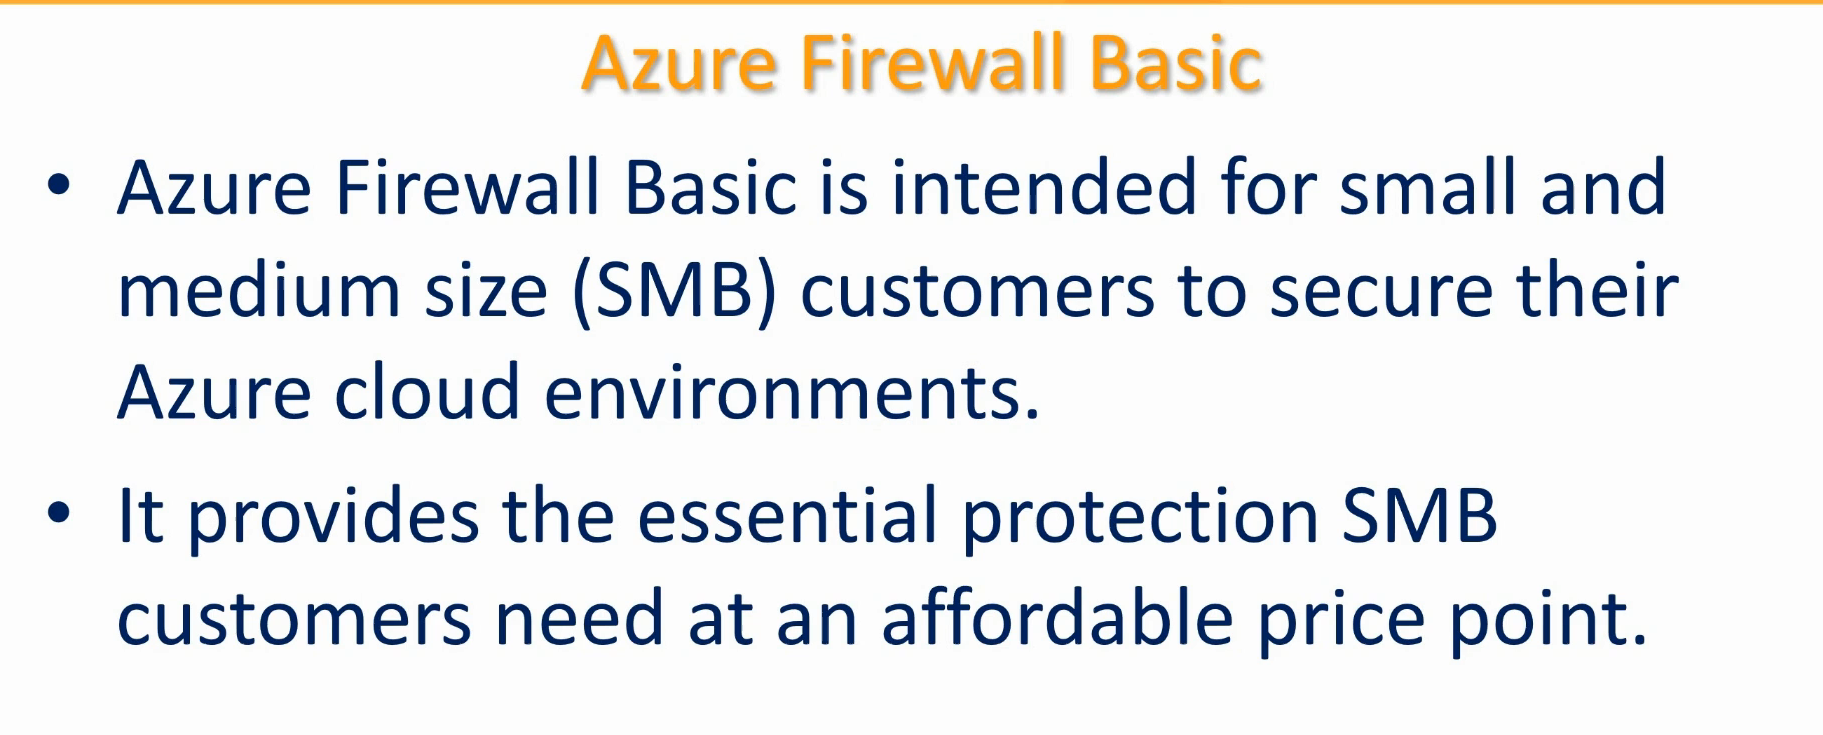 Azure Firewall Basic
• Azure Firewall Basic is intended for small and
medium size (SMB) customers to secure their
Azure cloud environments.
• It provides the essential protection SMB
customers need at an affordable price point.